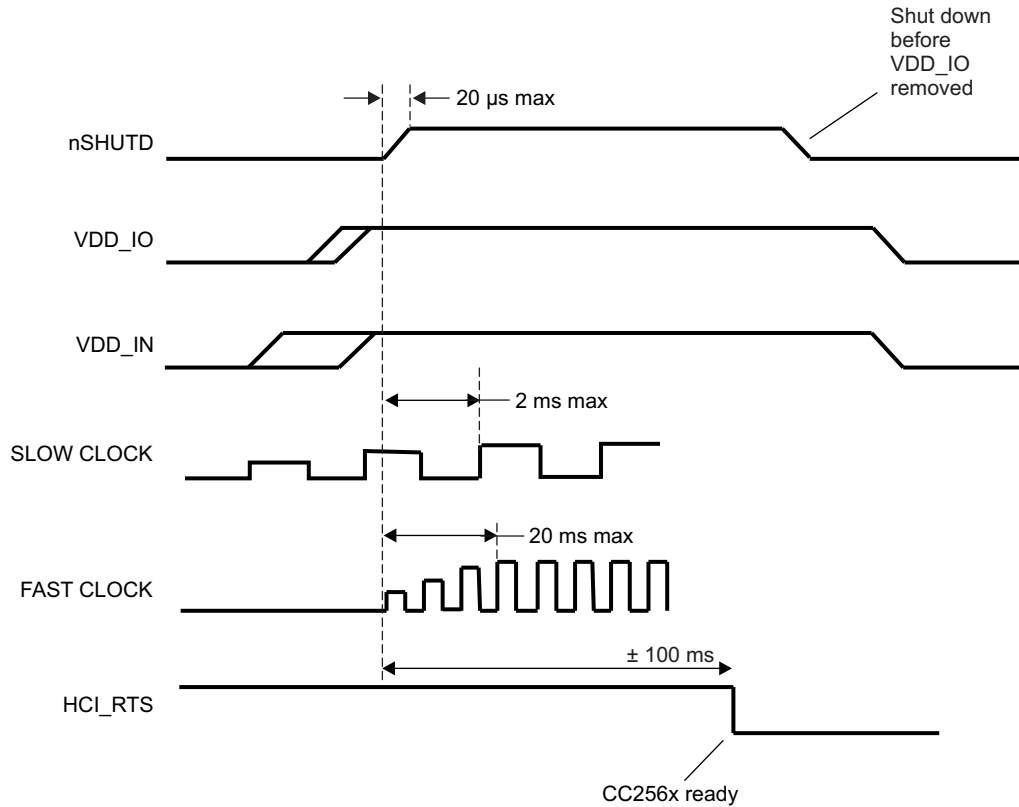 Shut down
before
VDD_IO
removed
20 µs max
nSHUTD
VDD_IO
VDD_IN
2 ms max
SLOW CLOCK
20 ms max
FAST CLOCK
± 100 ms
HCI_RTS
CC256x ready